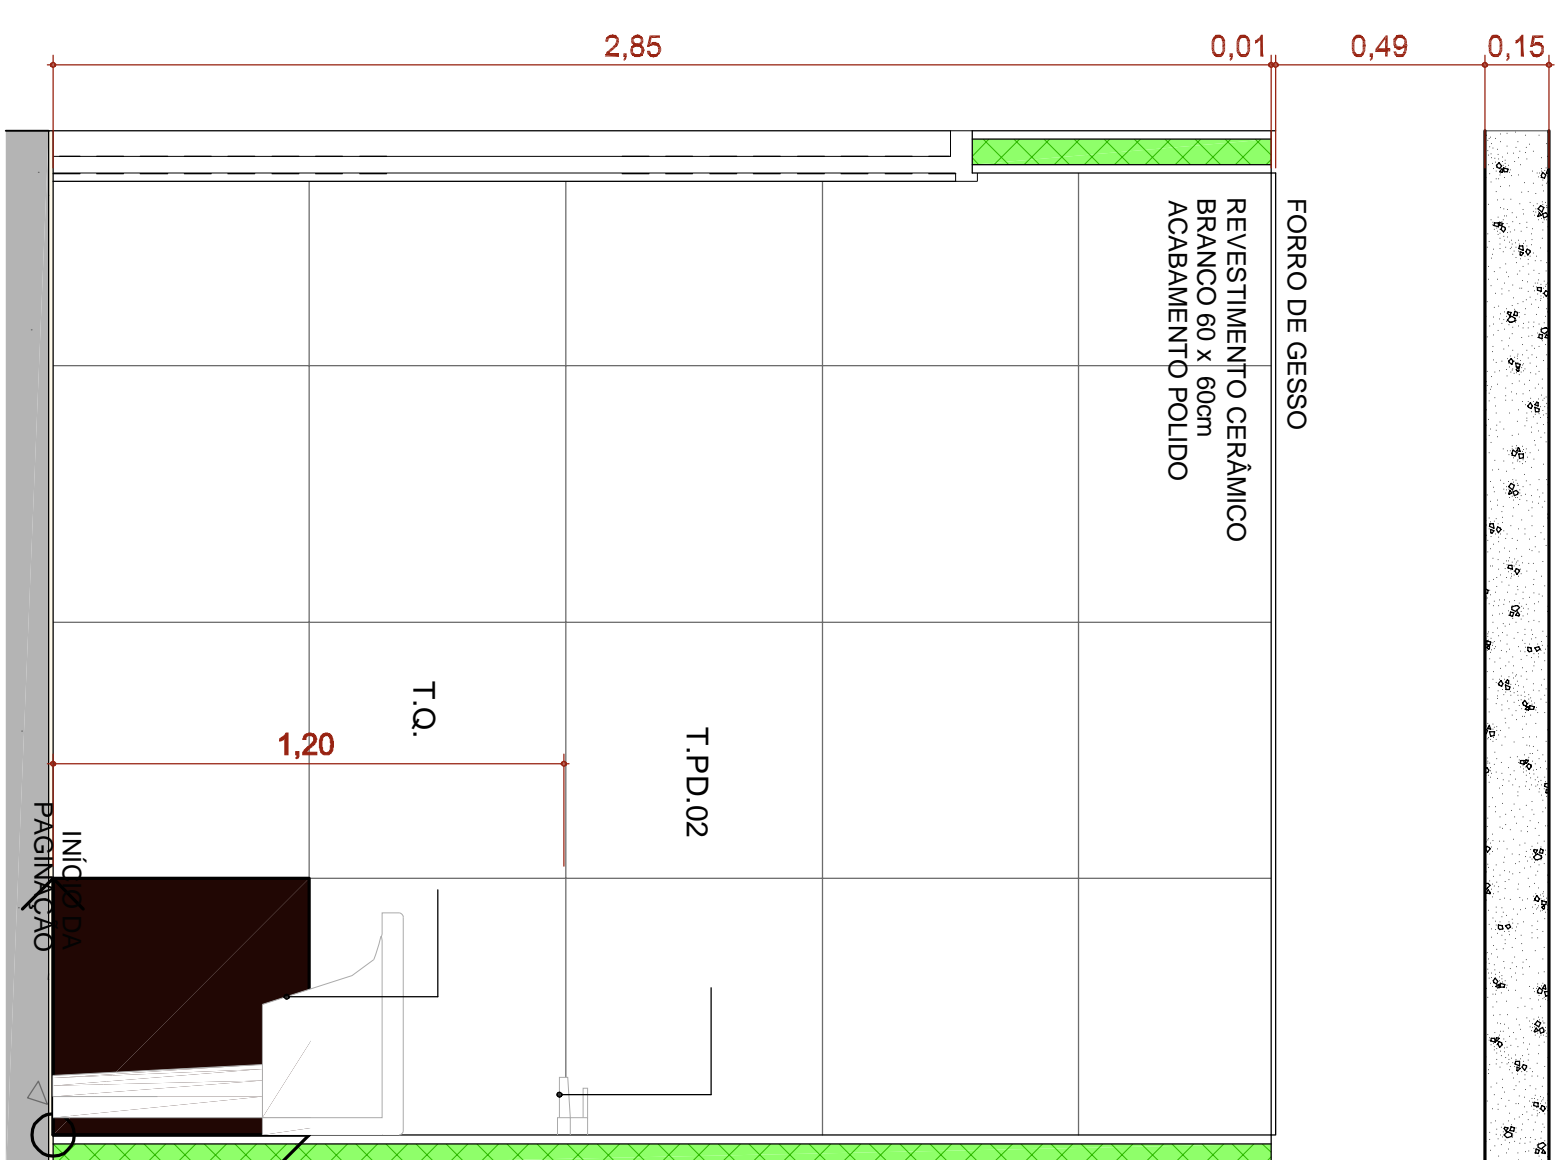 2,85
0,01
0,49
0,15
FORRO DE GESSO
REVESTIMENTO CERÂMICO
BRANCO 60 x 60cm
ACABAMENTO POLIDO
T.PD.02
T.Q.
1,20
INÍCIO DA
PAGINAÇÃO